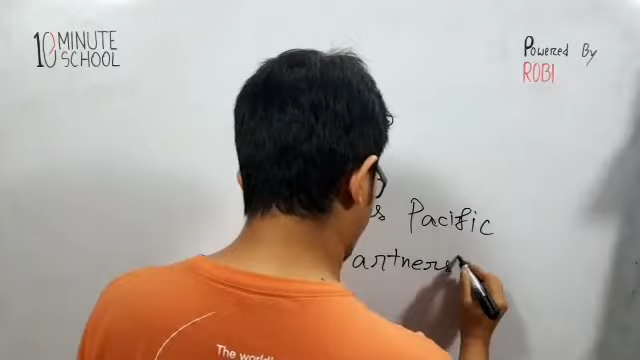 10 MINUTE
SCHOOL
Powered By
ROBI
s Pacific
artners
The world